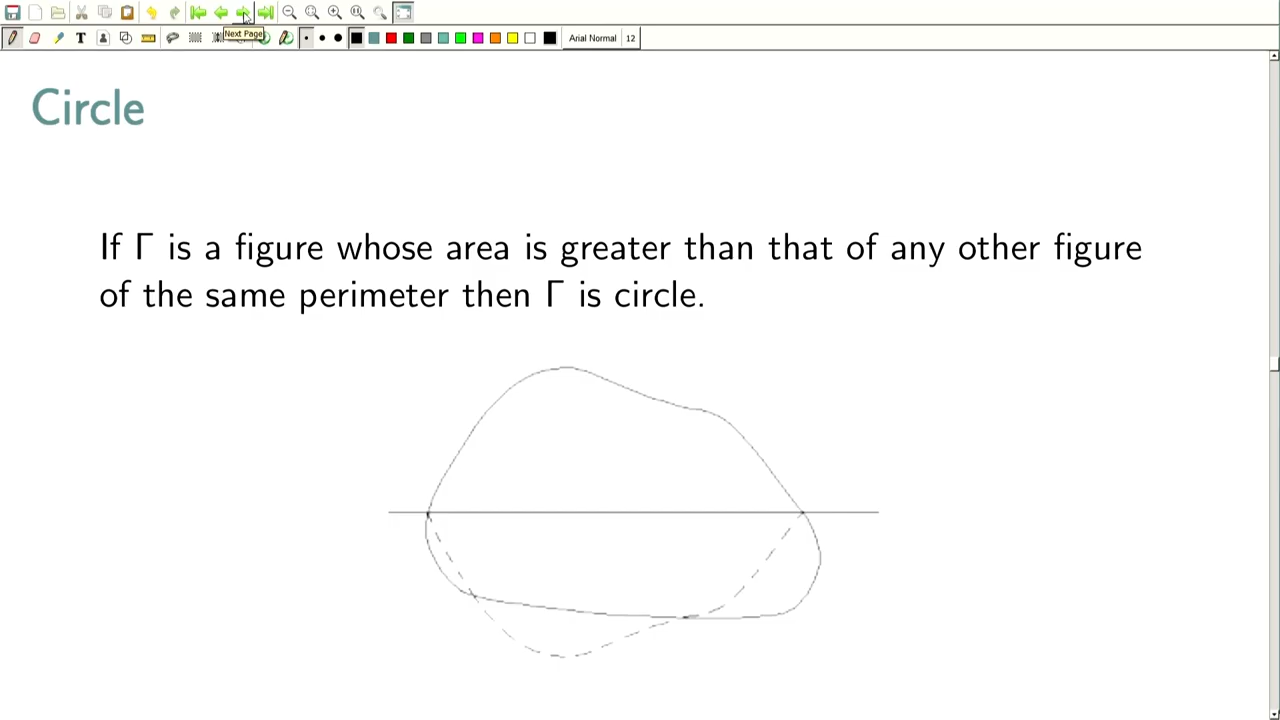 T
Next Page
Arial Normal 12
Circle
If Γ is a figure whose area is greater than that of any other figure
of the same perimeter then Γ is circle.